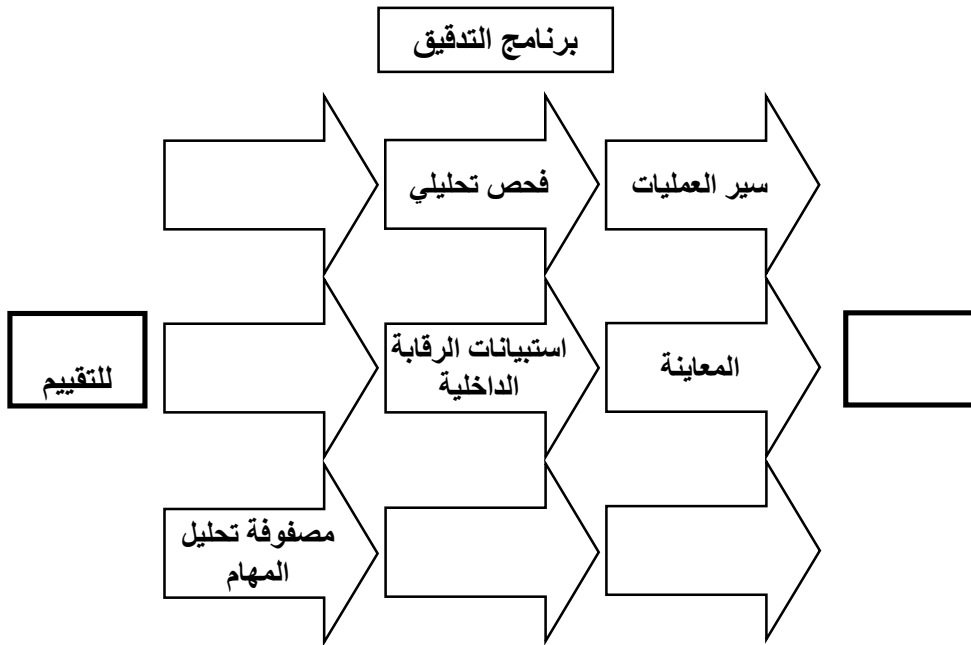 برنامج التدقيق
سير العمليات
فحص تحليلي
المعاينة
استبيانات الرقابة
الداخلية
للتقييم
مصفوفة تحليل
المهام